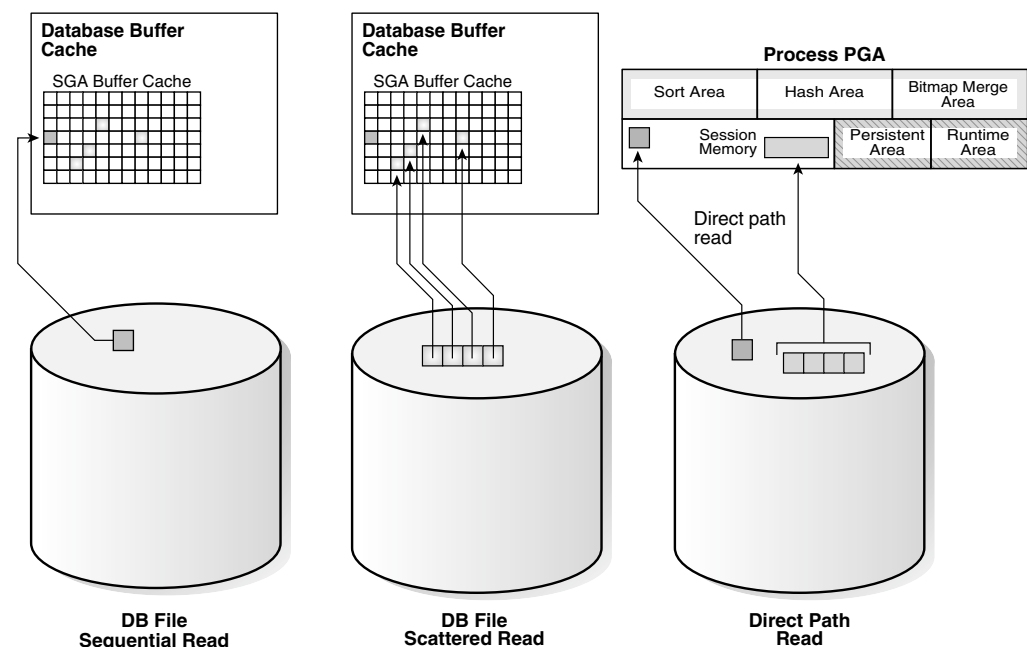 Database Buffer
Cache
SGA Buffer Cache
Database Buffer
Cache
SGA Buffer Cache
Process PGA
Sort Area
Hash Area
Bitmap Merge
Area
Session
Memory
Persistent
Area
Runtime
Area
Direct path
read
DB File
Sequential Read
DB File
Scattered Read
Direct Path
Read